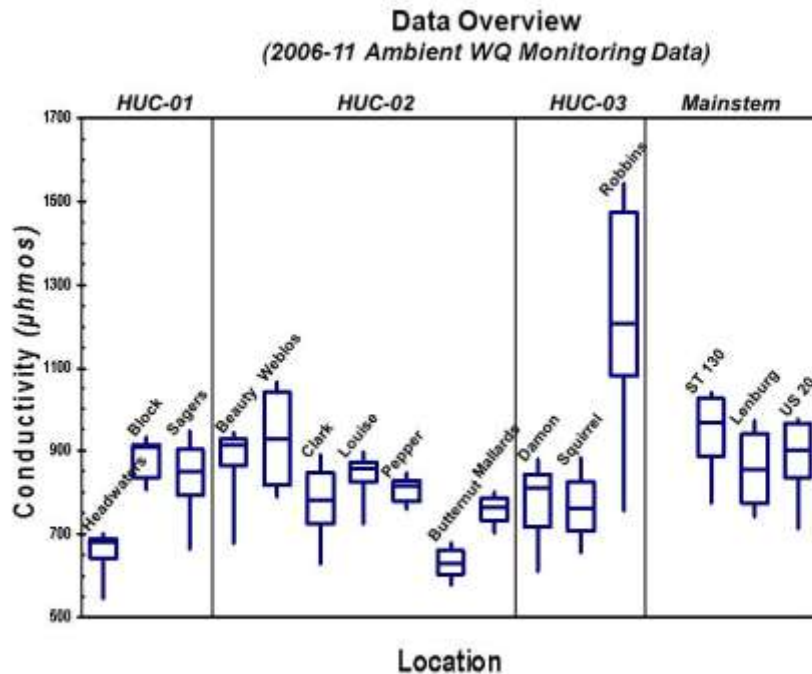 Data Overview
(2006-11 Ambient WQ Monitoring Data)
HUC-01 HUC-02 HUC-03 Mainstem
1700
1500
1300
1100
900
700
500
Conductivity (µhmos)
Headwaters
Block
Sagers
Beauty
Weblos
Clark
Louise
Pepper
Butternut
Mallards
Damon
Squirrel
Robbins
ST 130
Lenburg
US 20
Location